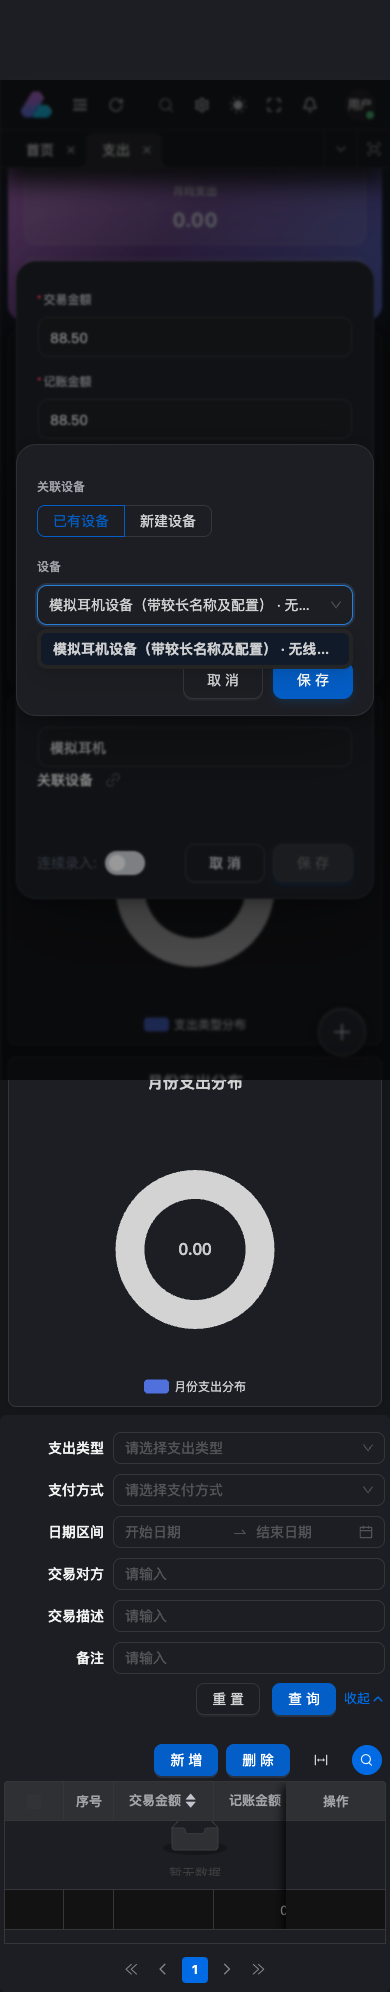 用户
首页 ×
支出 ×
月均支出
0.00
*交易金额
88.50
*记账金额
88.50
关联设备
已有设备
新建设备
设备
模拟耳机设备（带较长名称及配置） · 无...
模拟耳机设备（带较长名称及配置） · 无线...
取 消
保 存
模拟耳机
关联设备
连续录入:
取 消
保 存
支出类型分布
月份支出分布
0.00
月份支出分布
支出类型
请选择支出类型
支付方式
请选择支付方式
日期区间
开始日期
结束日期
交易对方
请输入
交易描述
请输入
备注
请输入
重 置
查 询
收起
新 增
删 除
序号
交易金额
记账金额
操作
暂无数据
1